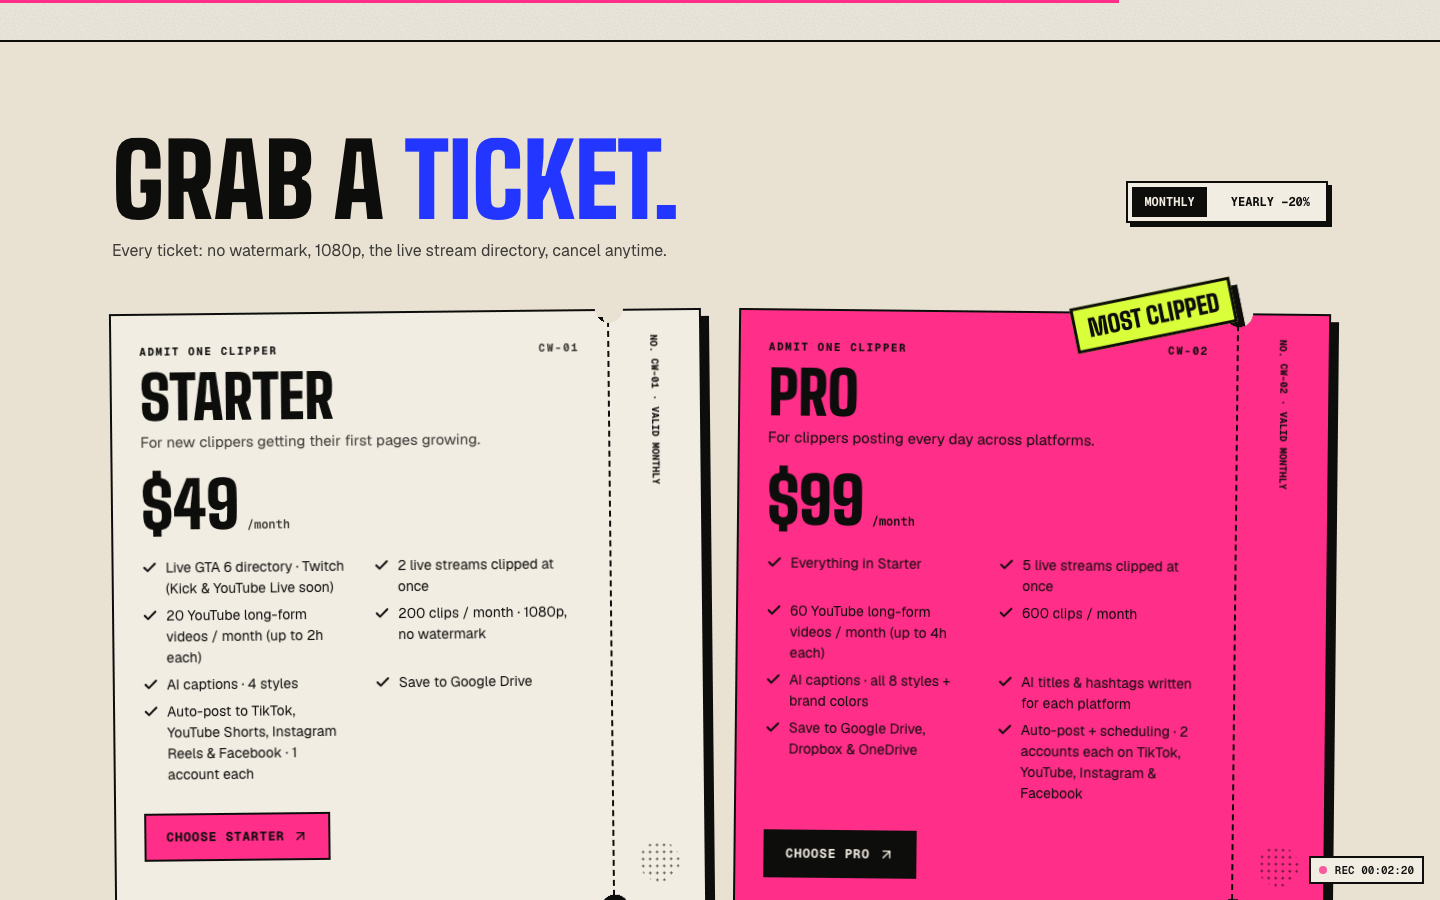 GRAB A TICKET.
Every ticket: no watermark, 1080p, the live stream directory, cancel anytime.
MONTHLY
YEARLY −20%
ADMIT ONE CLIPPER
CW-01
STARTER
For new clippers getting their first pages growing.
$49 /month
Live GTA 6 directory · Twitch
(Kick & YouTube Live soon)
2 live streams clipped at
once
20 YouTube long-form
videos / month (up to 2h
each)
200 clips / month · 1080p,
no watermark
AI captions · 4 styles
Save to Google Drive
Auto-post to TikTok,
YouTube Shorts, Instagram
Reels & Facebook · 1
account each
CHOOSE STARTER
NO. CW-01 · VALID MONTHLY
MOST CLIPPED
ADMIT ONE CLIPPER
CW-02
PRO
For clippers posting every day across platforms.
$99 /month
Everything in Starter
5 live streams clipped at
once
60 YouTube long-form
videos / month (up to 4h
each)
600 clips / month
AI captions · all 8 styles +
brand colors
AI titles & hashtags written
for each platform
Save to Google Drive,
Dropbox & OneDrive
Auto-post + scheduling · 2
accounts each on TikTok,
YouTube, Instagram &
Facebook
CHOOSE PRO
NO. CW-02 · VALID MONTHLY
REC 00:02:20